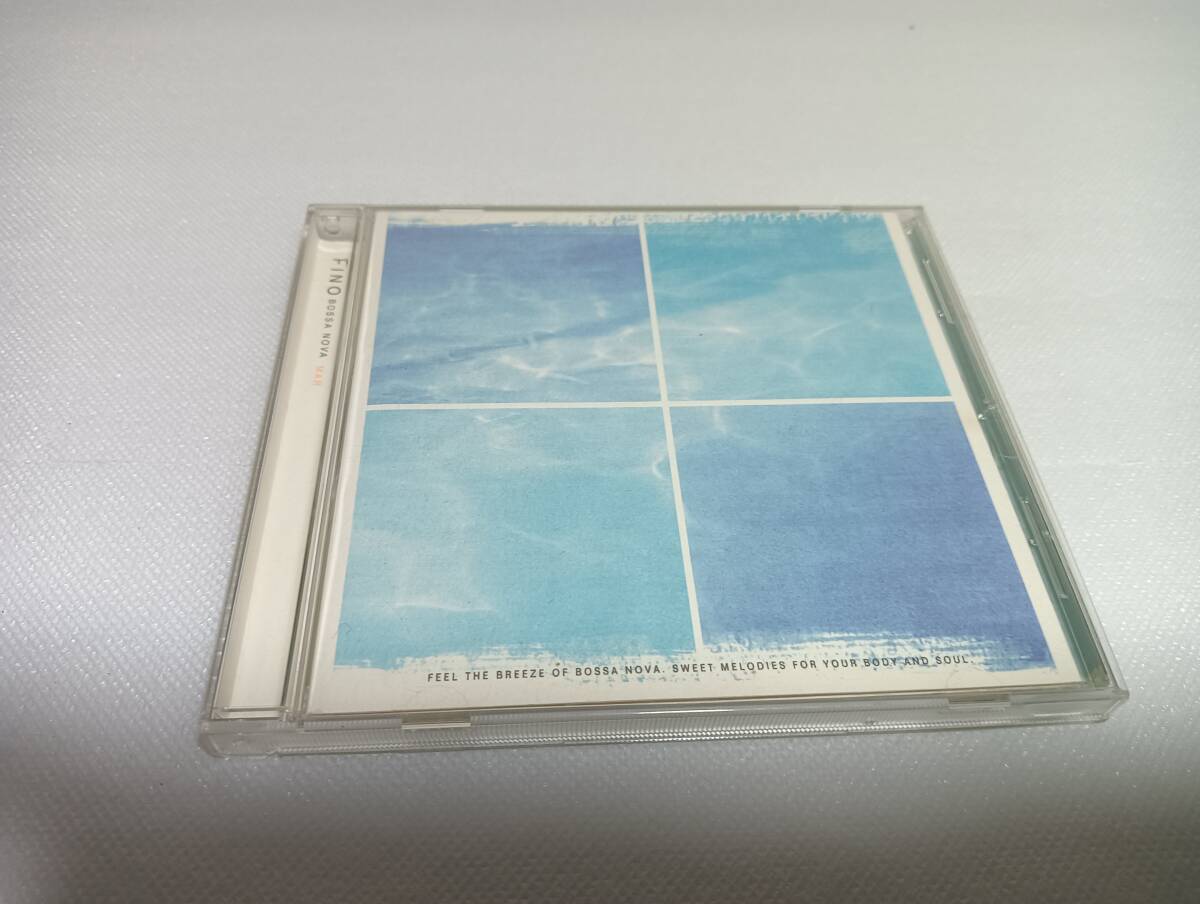 FINO BOSSA NOVA MAR
FEEL THE BREEZE OF BOSSA NOVA. SWEET MELODIES FOR YOUR BODY AND SOUL.